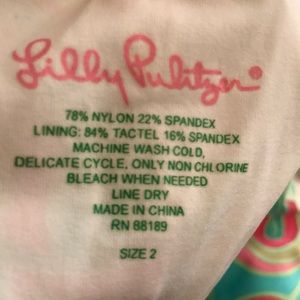 Lilly Pulitzer®
78% NYLON 22% SPANDEX
LINING: 84% TACTEL 16% SPANDEX
MACHINE WASH COLD,
DELICATE CYCLE, ONLY NON CHLORINE
BLEACH WHEN NEEDED
LINE DRY
MADE IN CHINA
RN 88189
SIZE 2